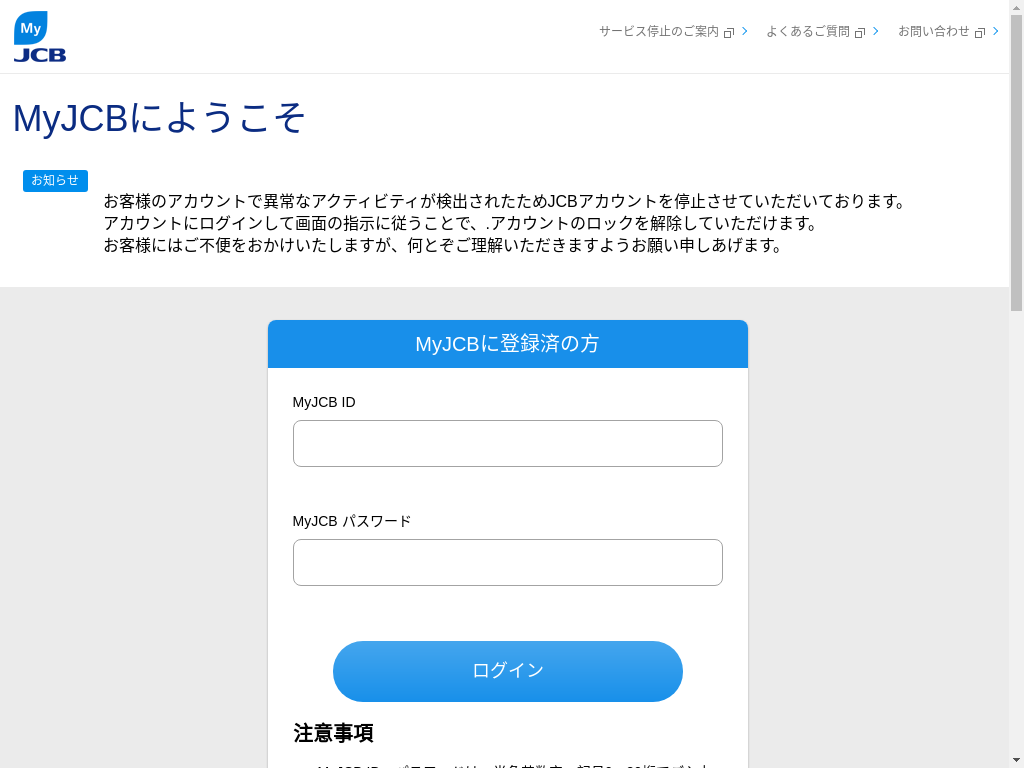 My
JCB
サービス停止のご案内
よくあるご質問
お問い合わせ
MyJCBにようこそ
お知らせ
お客様のアカウントで異常なアクティビティが検出されたためJCBアカウントを停止させていただいております。
アカウントにログインして画面の指示に従うことで、.アカウントのロックを解除していただけます。
お客様にはご不便をおかけいたしますが、何とぞご理解いただきますようお願い申しあげます。
MyJCBに登録済の方
MyJCB ID
MyJCB パスワード
ログイン
注意事項